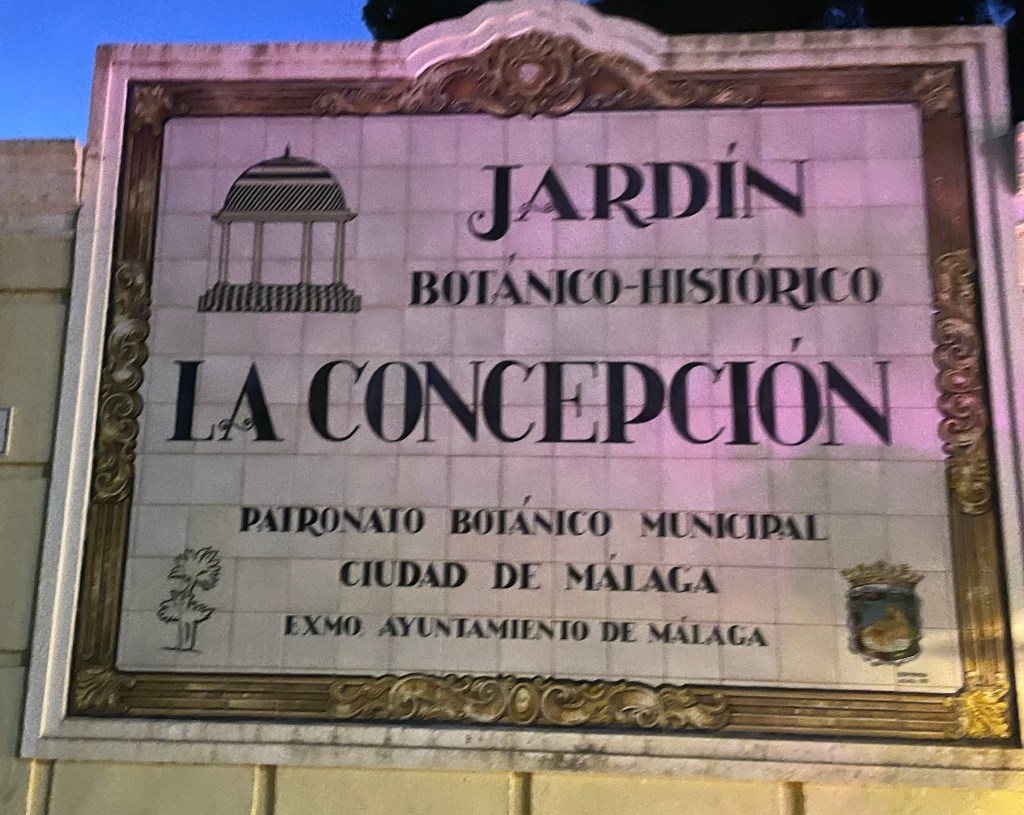 JARDÍN
BOTÁNICO-HISTÓRICO
LA CONCEPCIÓN
PATRONATO BOTÁNICO MUNICIPAL
CIUDAD DE MÁLAGA
EXMO. AYUNTAMIENTO DE MÁLAGA